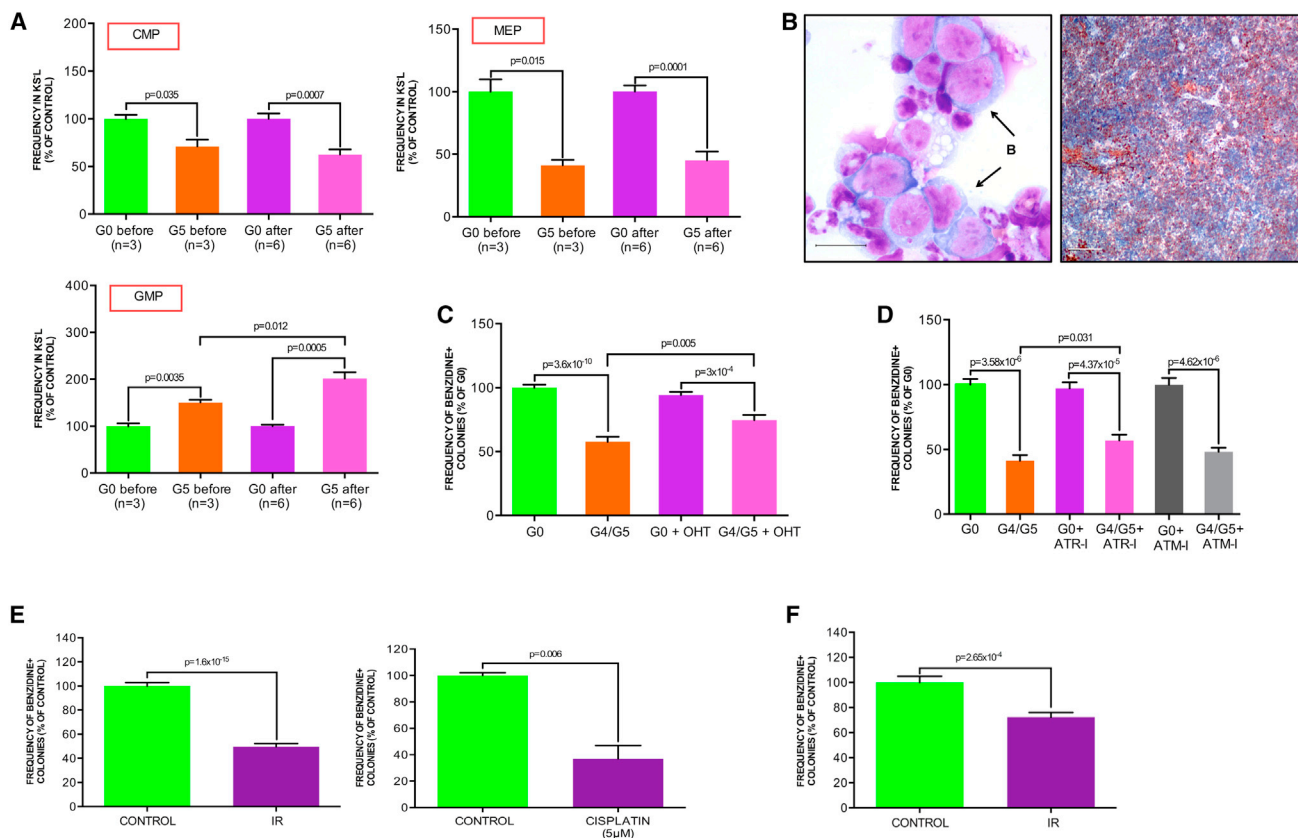 A
CMP
FREQUENCY IN KS-L
(% OF CONTROL)
200
150
100
50
0
p=0.035
p=0.0007
G0 before
(n=3)
G5 before
(n=3)
G0 after
(n=6)
G5 after
(n=6)
MEP
FREQUENCY IN KS-L
(% OF CONTROL)
150
100
50
0
p=0.015
p=0.0001
G0 before
(n=3)
G5 before
(n=3)
G0 after
(n=6)
G5 after
(n=6)
GMP
FREQUENCY IN KS-L
(% OF CONTROL)
400
300
200
100
0
p=0.0035
p=0.012
p=0.0005
G0 before
(n=3)
G5 before
(n=3)
G0 after
(n=6)
G5 after
(n=6)
B
B
C
FREQUENCY OF BENZIDINE+
COLONIES (% OF G0)
150
100
50
0
p=3.6x10-10
p=0.005
p=3x10-4
G0
G4/G5
G0 + OHT
G4/G5 + OHT
D
FREQUENCY OF BENZIDINE+
COLONIES (% OF G0)
150
100
50
0
p=3.58x10-6
p=0.031
p=4.37x10-5
p=4.62x10-6
G0
G4/G5
G0+
ATR-I
G4/G5+
ATR-I
G0+
ATM-I
G4/G5+
ATM-I
E
FREQUENCY OF BENZIDINE+
COLONIES (% OF CONTROL)
140
120
100
80
60
40
20
0
p=1.6x10-15
CONTROL
IR
FREQUENCY OF BENZIDINE+
COLONIES (% OF CONTROL)
140
120
100
80
60
40
20
0
p=0.006
CONTROL
CISPLATIN
(5µM)
F
FREQUENCY OF BENZIDINE+
COLONIES (% OF CONTROL)
140
120
100
80
60
40
20
0
p=2.65x10-4
CONTROL
IR